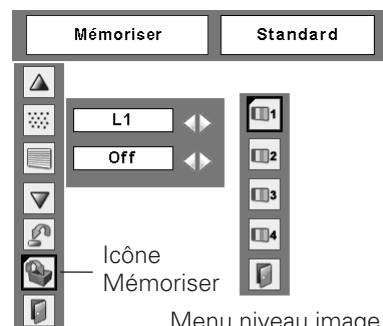 Mémoriser Standard
L1
Off
1
2
3
4
Icône
Mémoriser
Menu niveau image